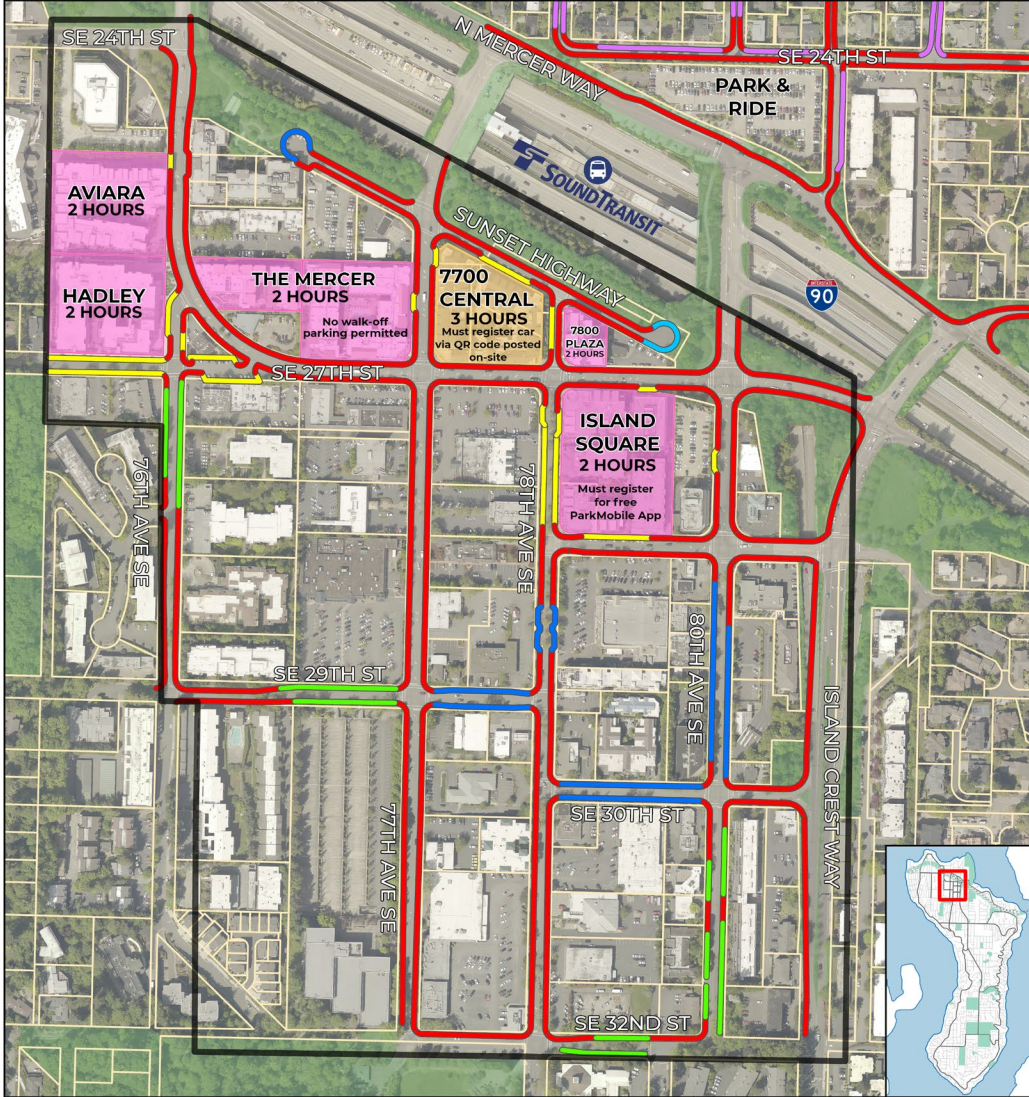 SE 24TH ST
N MERCER WAY
SE 24TH ST
PARK &
RIDE
SOUNDTRANSIT
AVIARA
2 HOURS
SUNSET HIGHWAY
HADLEY
2 HOURS
THE MERCER
2 HOURS
No walk-off
parking permitted
7700
CENTRAL
3 HOURS
Must register car
via QR code posted
on-site
7800
PLAZA
2 HOURS
INTERSTATE
90
SE 27TH ST
ISLAND
SQUARE
2 HOURS
Must register
for free
ParkMobile App
76TH AVE SE
78TH AVE SE
80TH AVE SE
SE 29TH ST
ISLAND CREST WAY
SE 30TH ST
77TH AVE SE
SE 32ND ST